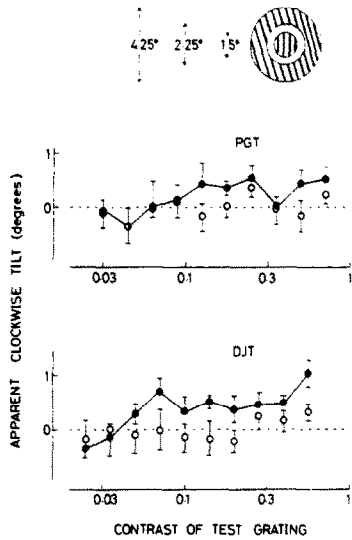 4.25° 2.25° 1.5°
PGT
1
0
0·03 0·1 0·3 1
DJT
1
0
0·03 0·1 0·3 1
APPARENT CLOCKWISE TILT (degrees)
CONTRAST OF TEST GRATING